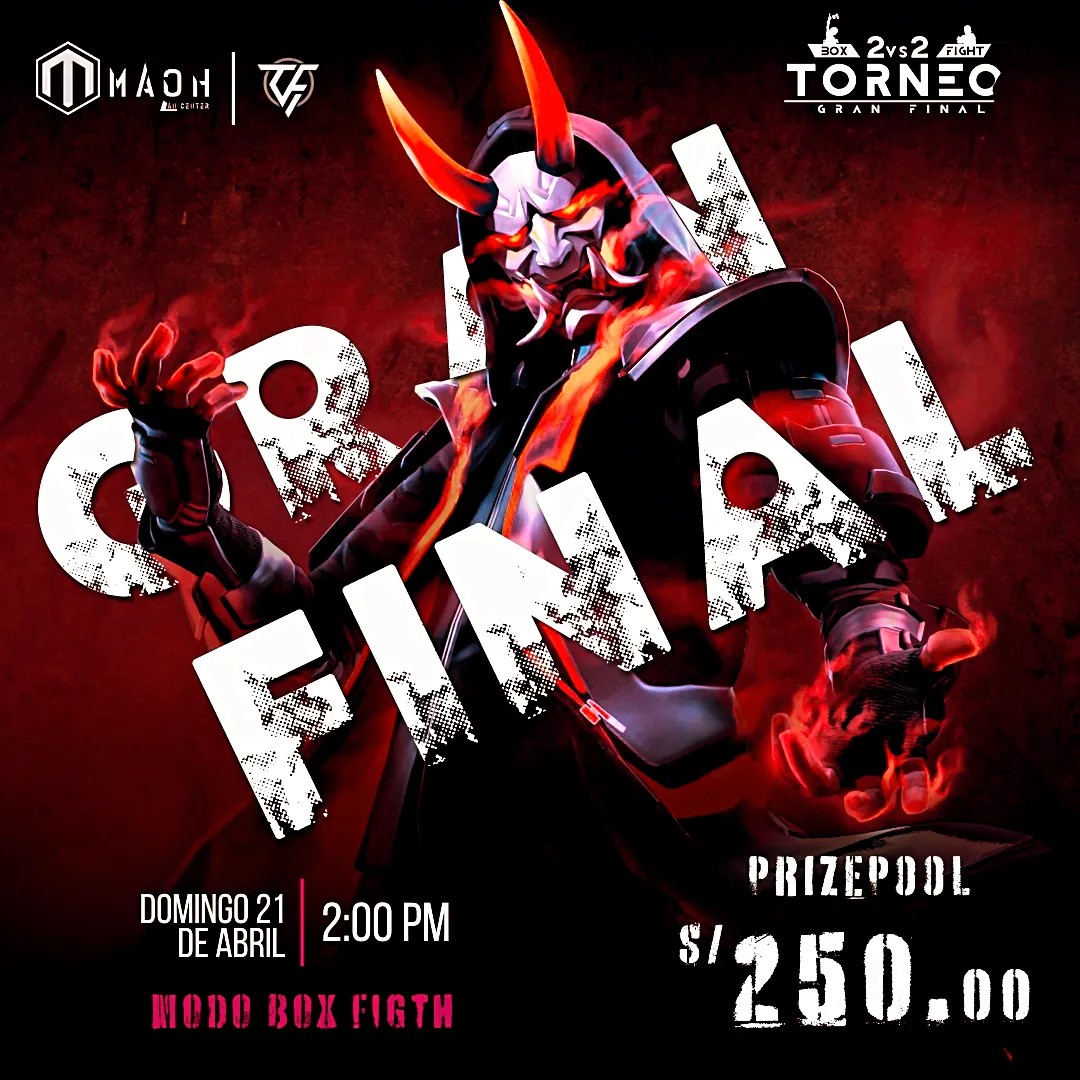 MAOH
LAN CENTER
BOX 2VS2 FIGHT
TORNEO
GRAN FINAL
GRAN
FINAL
DOMINGO 21
DE ABRIL
2:00 PM
MODO BOX FIGTH
PRIZEPOOL
S/250.00